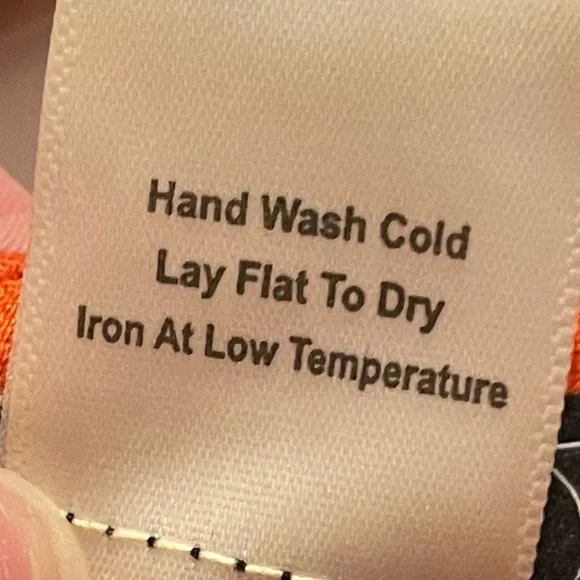 Hand Wash Cold
Lay Flat To Dry
Iron At Low Temperature